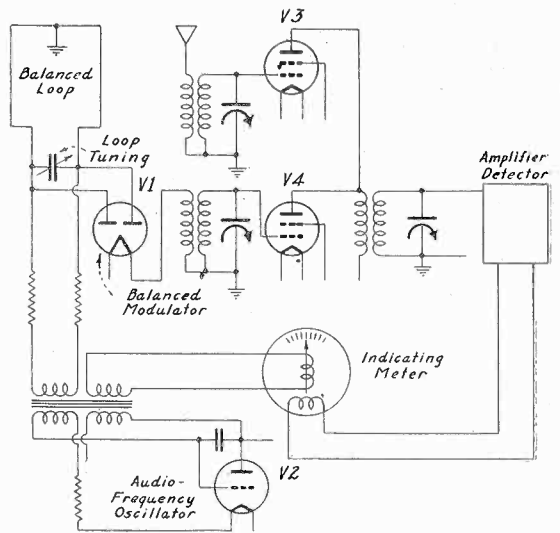 V3
Balanced
Loop
Loop
Tuning
V1
V4
Amplifier
Detector
Balanced
Modulator
Indicating
Meter
Audio-
Frequency
Oscillator
V2